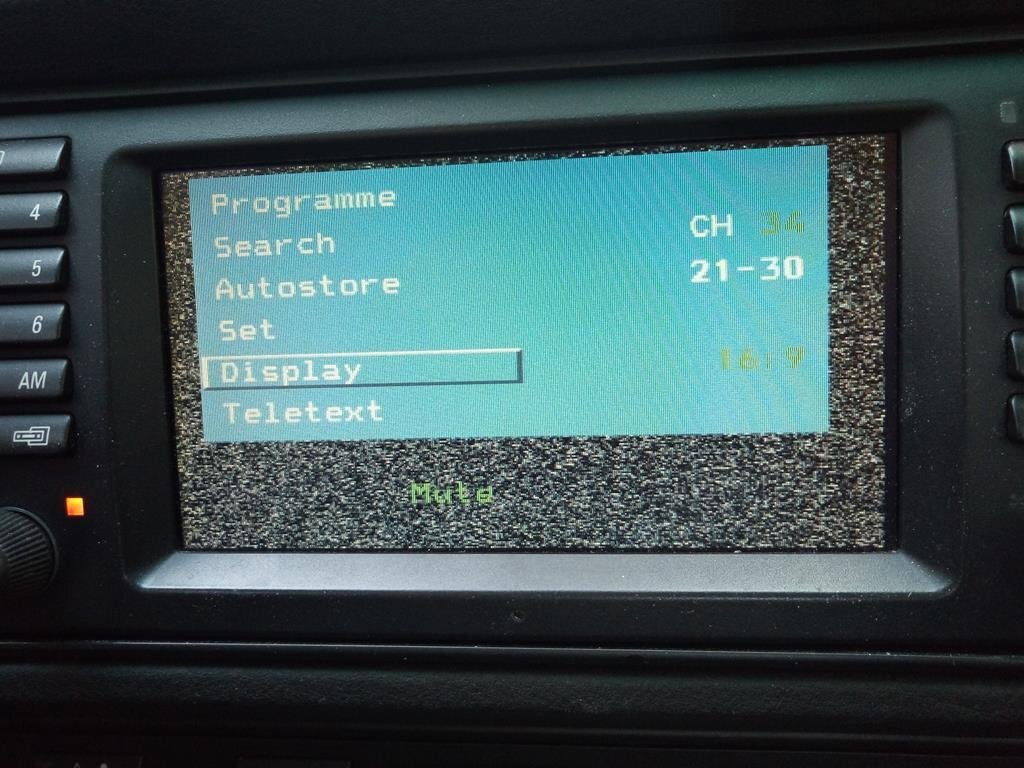 Programme
Search CH 34
Autostore 21-30
Set
Display 16:9
Teletext
Mute
4
5
6
AM